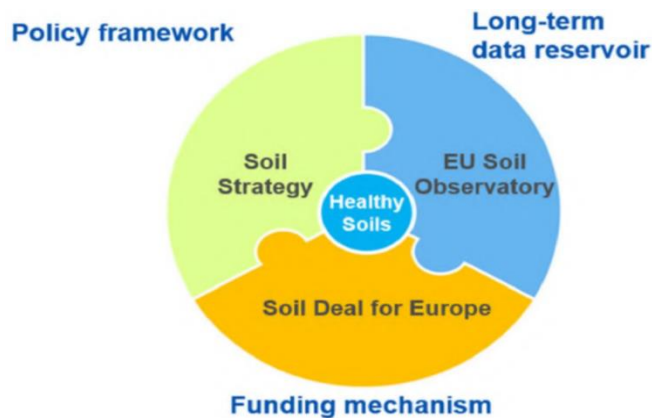 Policy framework
Long-term
data reservoir
Soil
Strategy
EU Soil
Observatory
Healthy
Soils
Soil Deal for Europe
Funding mechanism